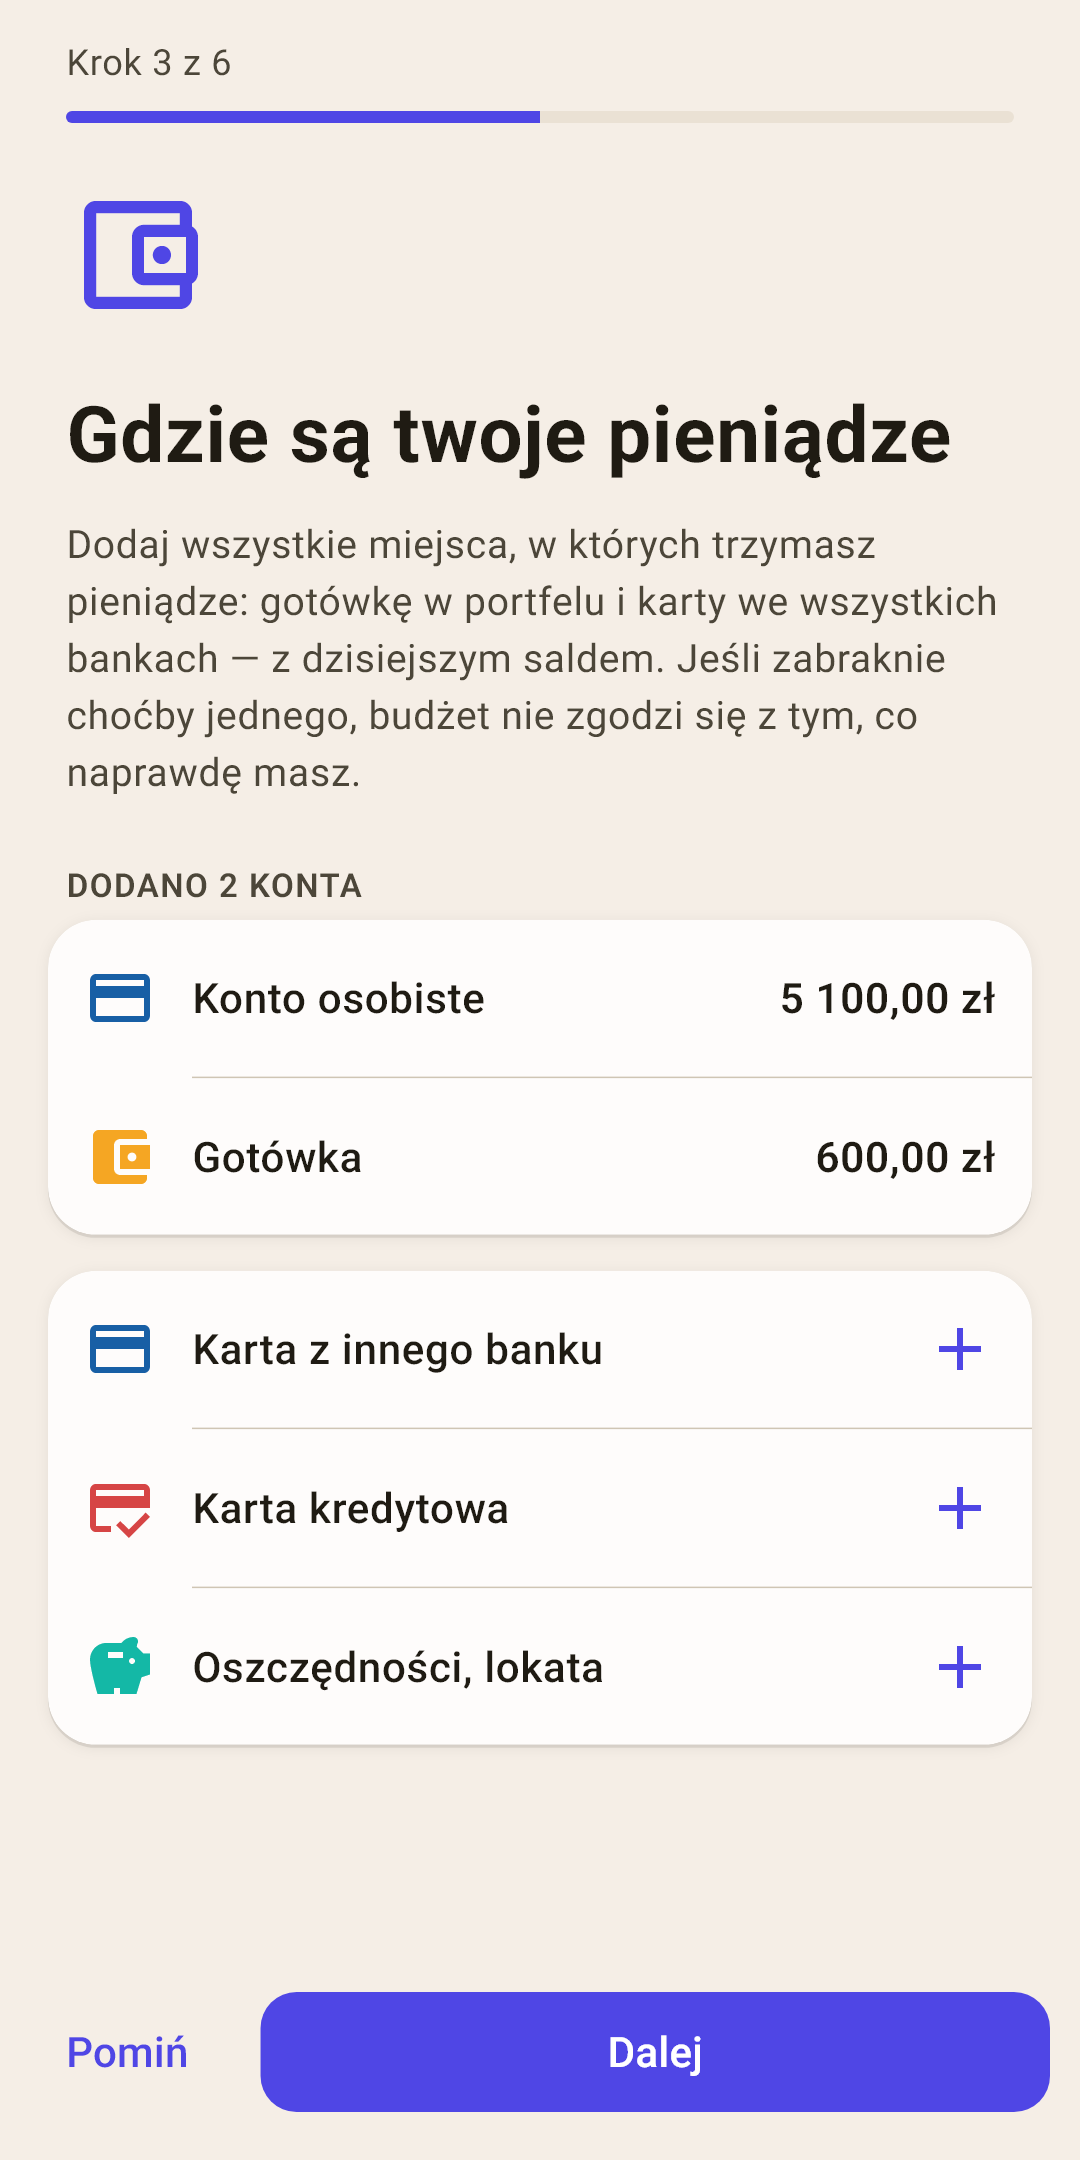 Krok 3 z 6
Gdzie są twoje pieniądze
Dodaj wszystkie miejsca, w których trzymasz
pieniądze: gotówkę w portfelu i karty we wszystkich
bankach — z dzisiejszym saldem. Jeśli zabraknie
choćby jednego, budżet nie zgodzi się z tym, co
naprawdę masz.
DODANO 2 KONTA
Konto osobiste 5 100,00 zł
Gotówka 600,00 zł
Karta z innego banku
Karta kredytowa
Oszczędności, lokata
Pomiń Dalej